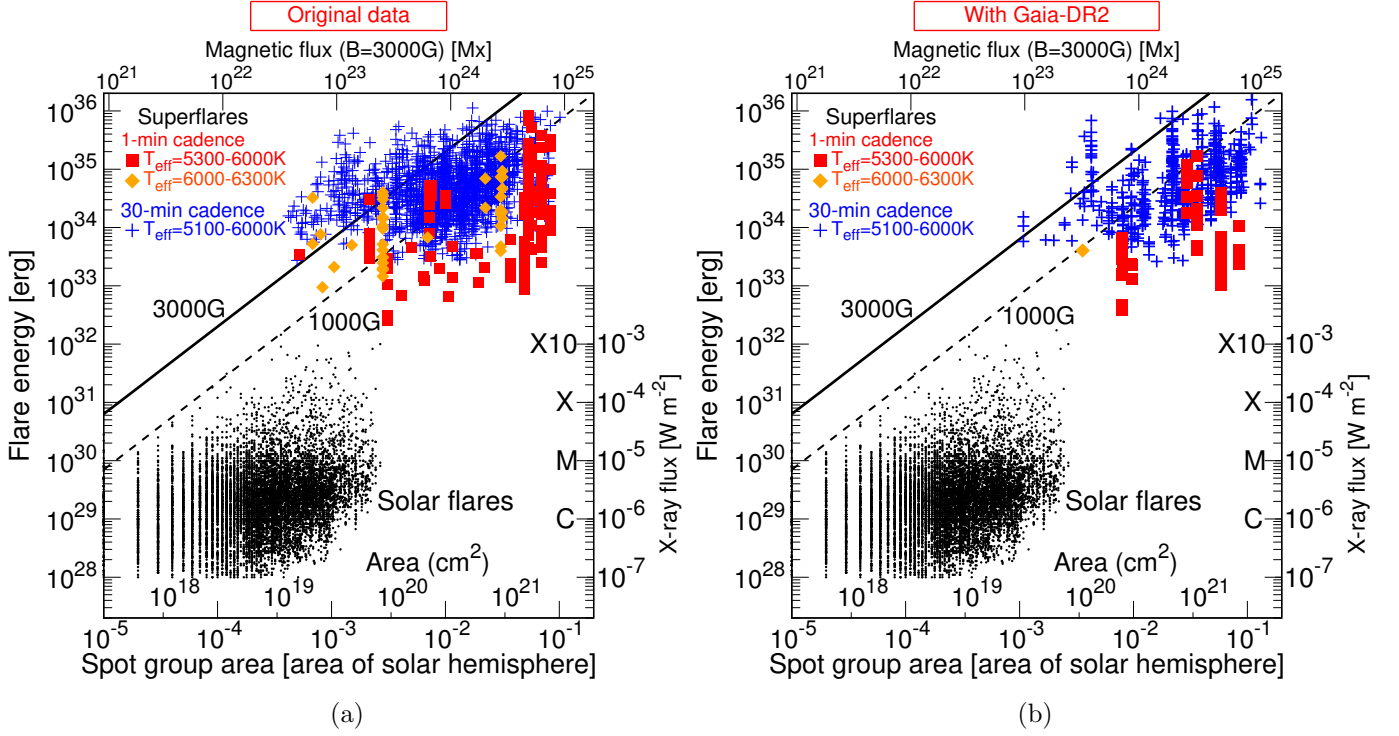 Original data
Magnetic flux (B=3000G) [Mx]
10^21 10^22 10^23 10^24 10^25
10^36
10^35
10^34
10^33
10^32
10^31
10^30
10^29
10^28
Flare energy [erg]
Superflares
1-min cadence
T_eff=5300-6000K
T_eff=6000-6300K
30-min cadence
T_eff=5100-6000K
3000G
1000G
X10 10^-3
X 10^-4
M 10^-5
C 10^-6
10^-7
X-ray flux [W m^-2]
Solar flares
Area (cm^2)
10^18 10^19 10^20 10^21
10^-5 10^-4 10^-3 10^-2 10^-1
Spot group area [area of solar hemisphere]
(a)
With Gaia-DR2
Magnetic flux (B=3000G) [Mx]
10^21 10^22 10^23 10^24 10^25
10^36
10^35
10^34
10^33
10^32
10^31
10^30
10^29
10^28
Flare energy [erg]
Superflares
1-min cadence
T_eff=5300-6000K
T_eff=6000-6300K
30-min cadence
T_eff=5100-6000K
3000G
1000G
X10 10^-3
X 10^-4
M 10^-5
C 10^-6
10^-7
X-ray flux [W m^-2]
Solar flares
Area (cm^2)
10^18 10^19 10^20 10^21
10^-5 10^-4 10^-3 10^-2 10^-1
Spot group area [area of solar hemisphere]
(b)